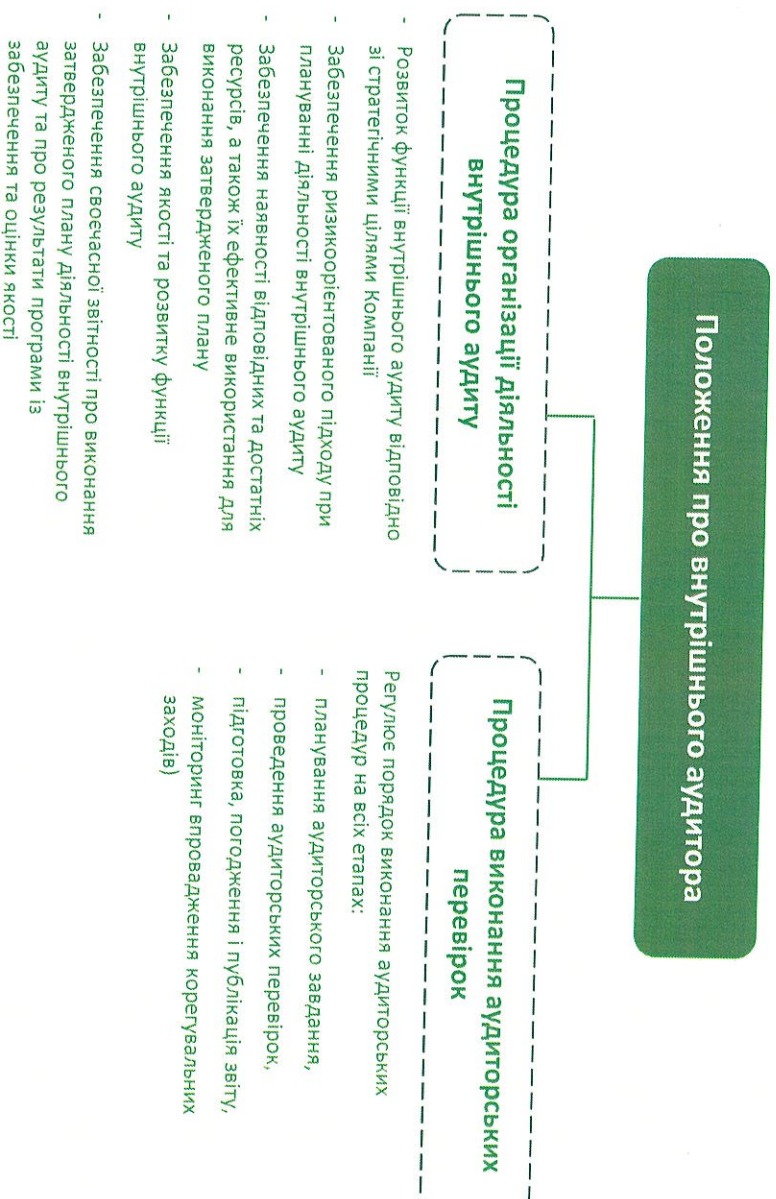 Положення про внутрішнього аудитора
Процедура організації діяльності
внутрішнього аудиту
- Розвиток функції внутрішнього аудиту відповідно
зі стратегічними цілями Компанії
- Забезпечення ризикоорієнтованого підходу при
плануванні діяльності внутрішнього аудиту
- Забезпечення наявності відповідних та достатніх
ресурсів, а також їх ефективне використання для
виконання затвердженого плану
- Забезпечення якості та розвитку функції
внутрішнього аудиту
- Забезпечення своєчасної звітності про виконання
затвердженого плану діяльності внутрішнього
аудиту та про результати програми із
забезпечення та оцінки якості
Процедура виконання аудиторських
перевірок
Регулює порядок виконання аудиторських
процедур на всіх етапах:
- планування аудиторського завдання,
- проведення аудиторських перевірок,
- підготовка, погодження і публікація звіту,
- моніторинг впровадження корегувальних
заходів)